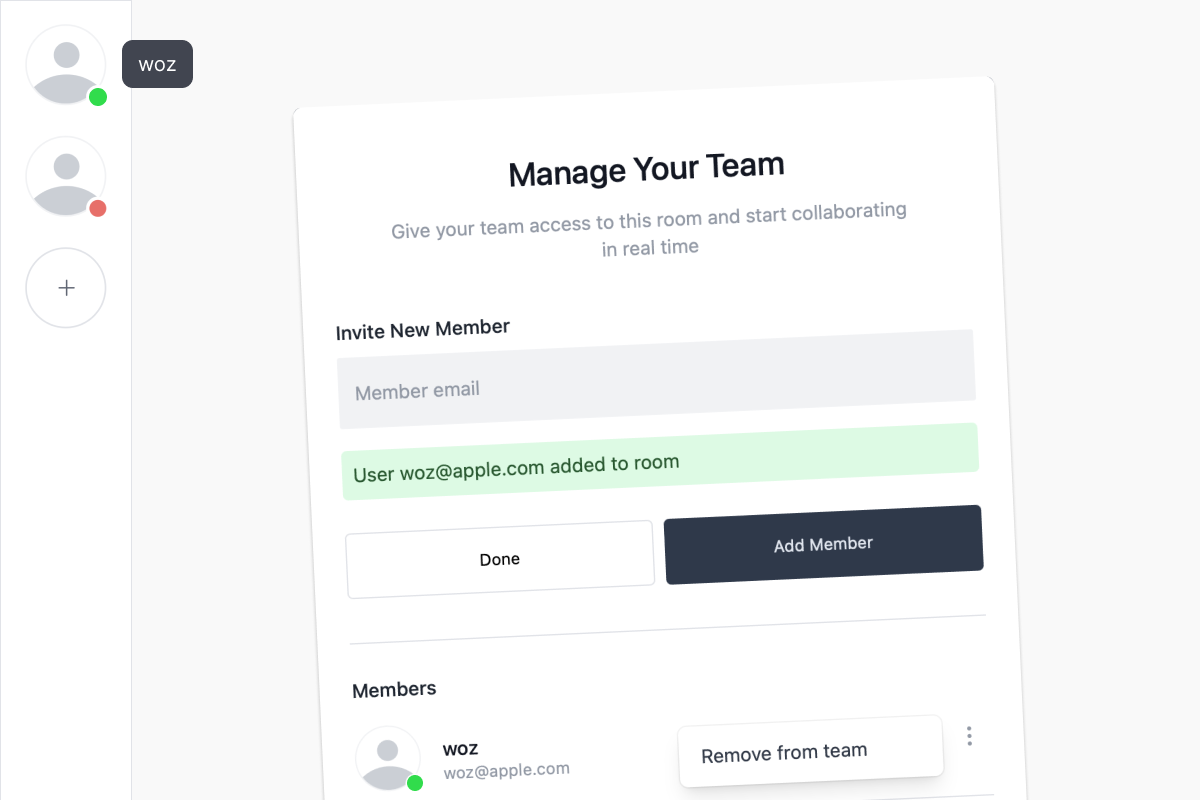 woz
Manage Your Team
Give your team access to this room and start collaborating
in real time
Invite New Member
Member email
User woz@apple.com added to room
Done
Add Member
Members
woz
woz@apple.com
Remove from team